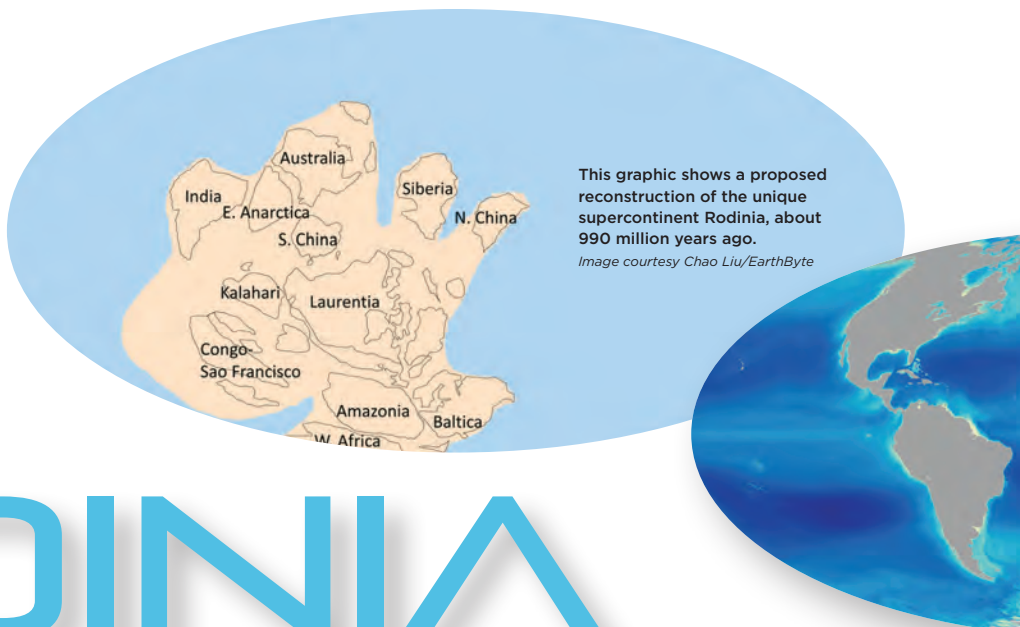 Australia
India
Siberia
E. Anarctica
N. China
S. China
Kalahari
Laurentia
Congo-
Sao Francisco
Amazonia
Baltica
W. Africa
This graphic shows a proposed
reconstruction of the unique
supercontinent Rodinia, about
990 million years ago.
Image courtesy Chao Liu/EarthByte
DINIA